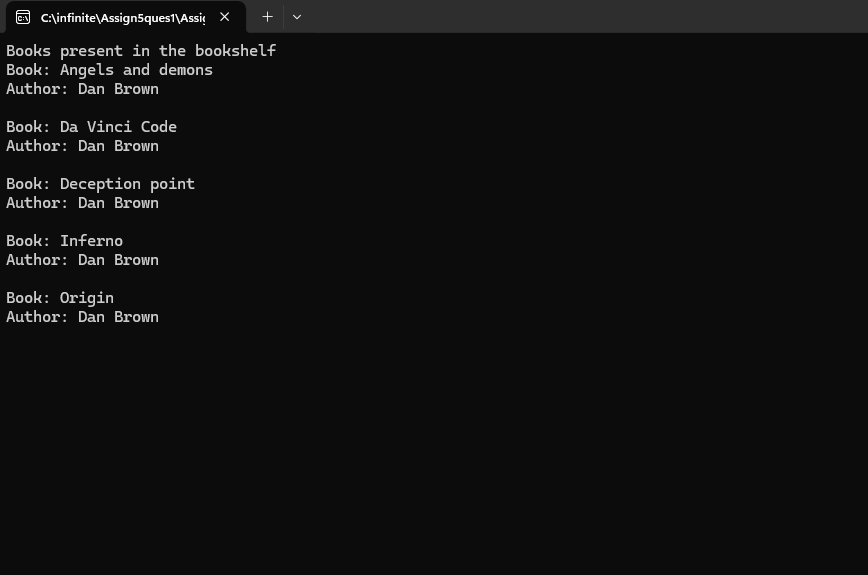 C:\infinite\Assign5ques1\Assig
Books present in the bookshelf
Book: Angels and demons
Author: Dan Brown
Book: Da Vinci Code
Author: Dan Brown
Book: Deception point
Author: Dan Brown
Book: Inferno
Author: Dan Brown
Book: Origin
Author: Dan Brown